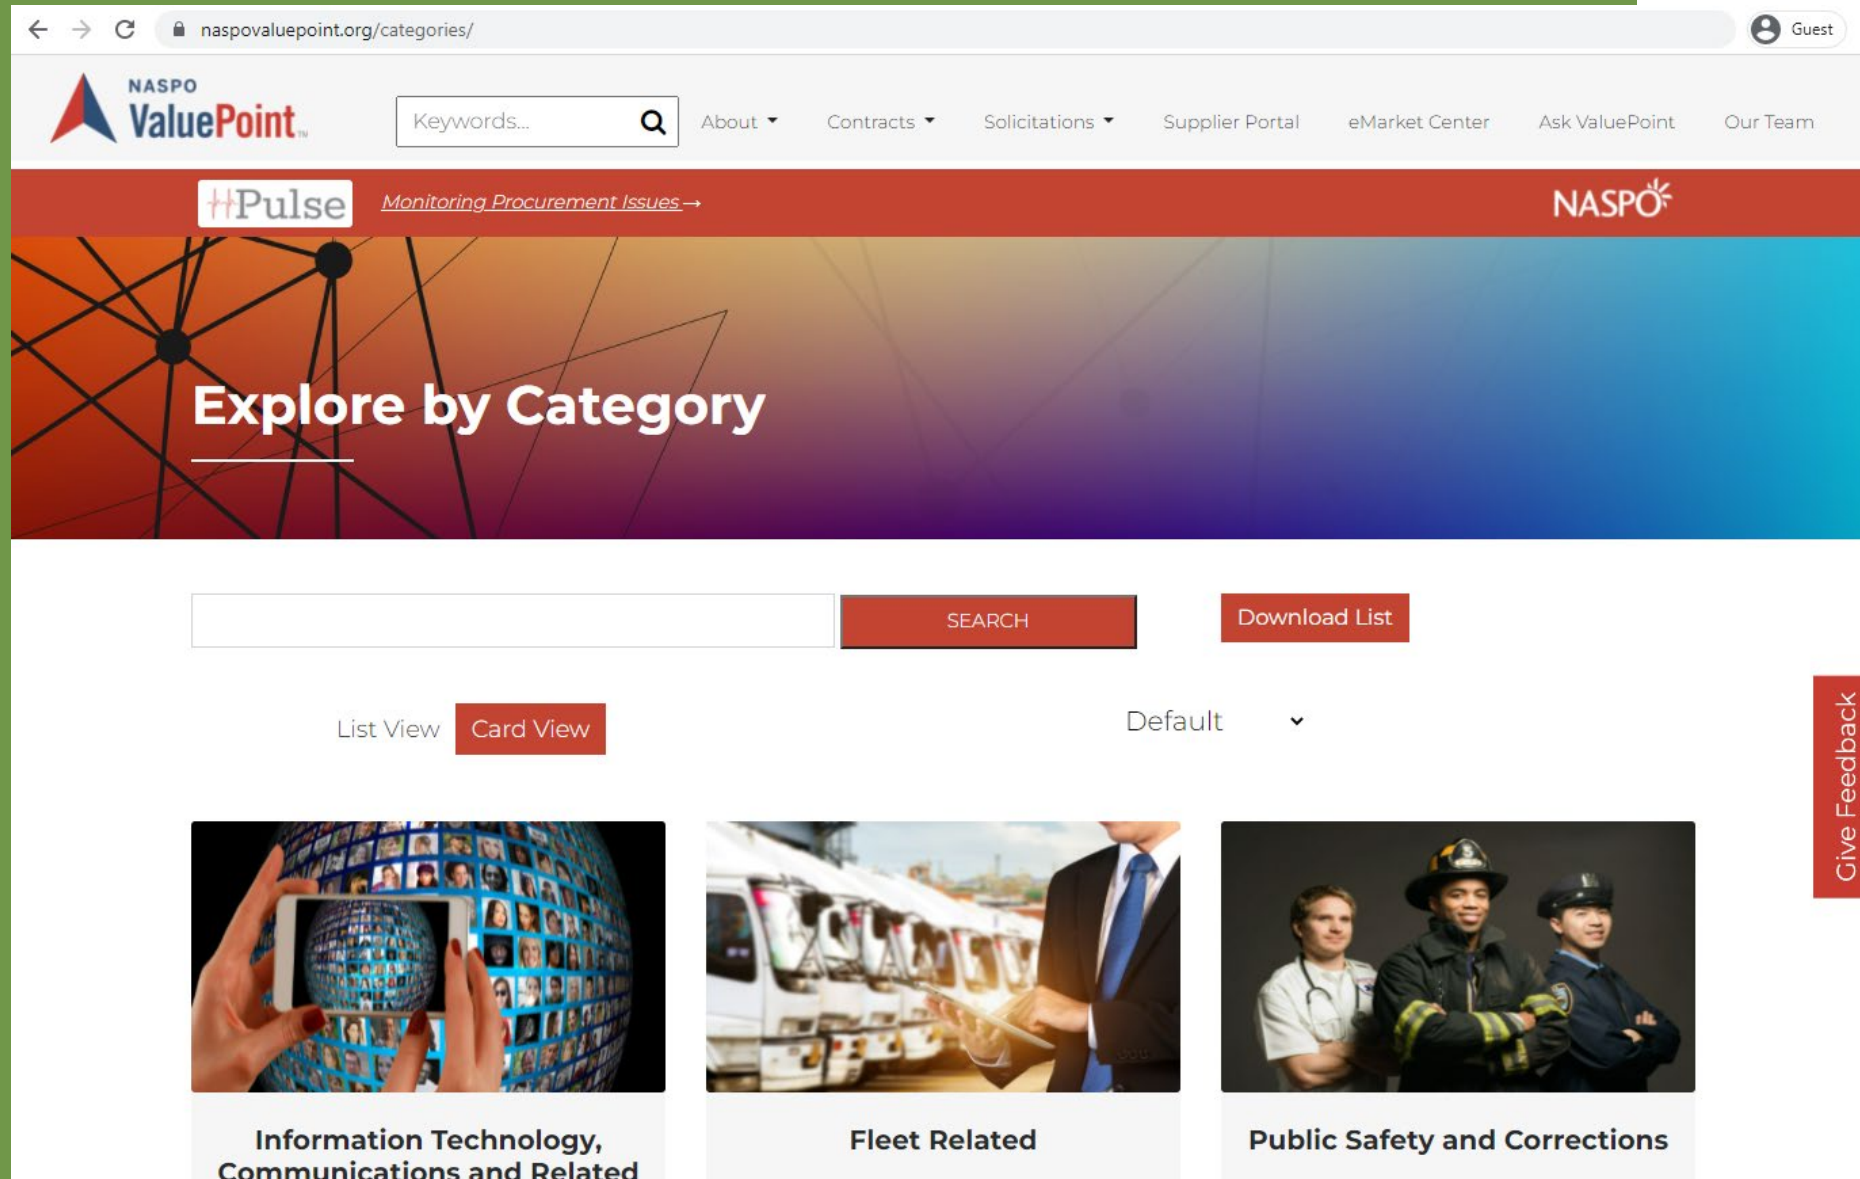 naspovaluepoint.org/categories/
Guest
NASPO
ValuePoint™
Keywords...
About
Contracts
Solicitations
Supplier Portal
eMarket Center
Ask ValuePoint
Our Team
Pulse
Monitoring Procurement Issues→
NASPO
Explore by Category
SEARCH
Download List
List View
Card View
Default
Give Feedback
Information Technology,
Communications and Related
Fleet Related
Public Safety and Corrections